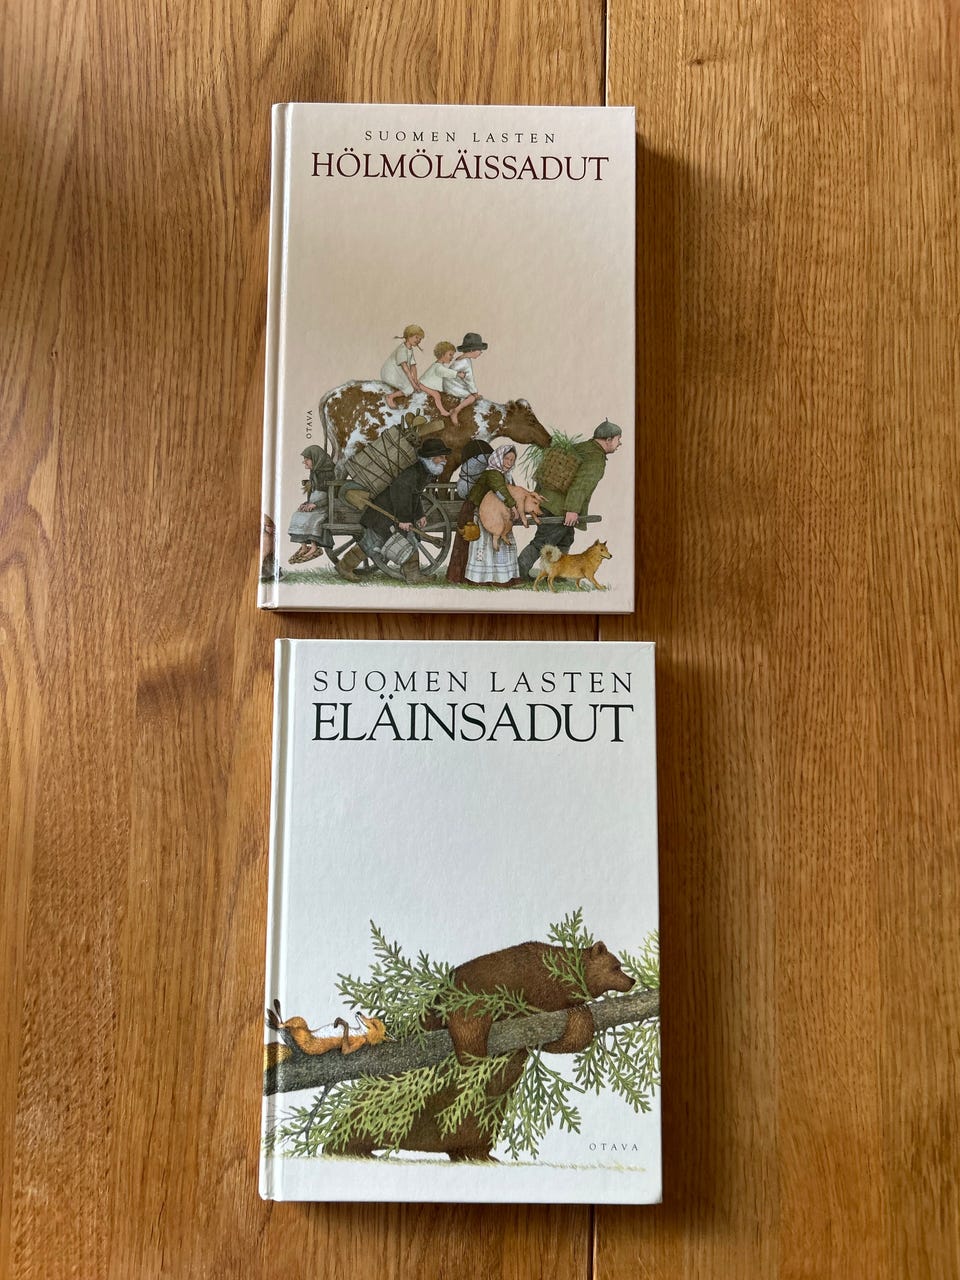 SUOMEN LASTEN
HÖLMÖLÄISSADUT
OTAVA
SUOMEN LASTEN
ELÄINSADUT
OTAVA